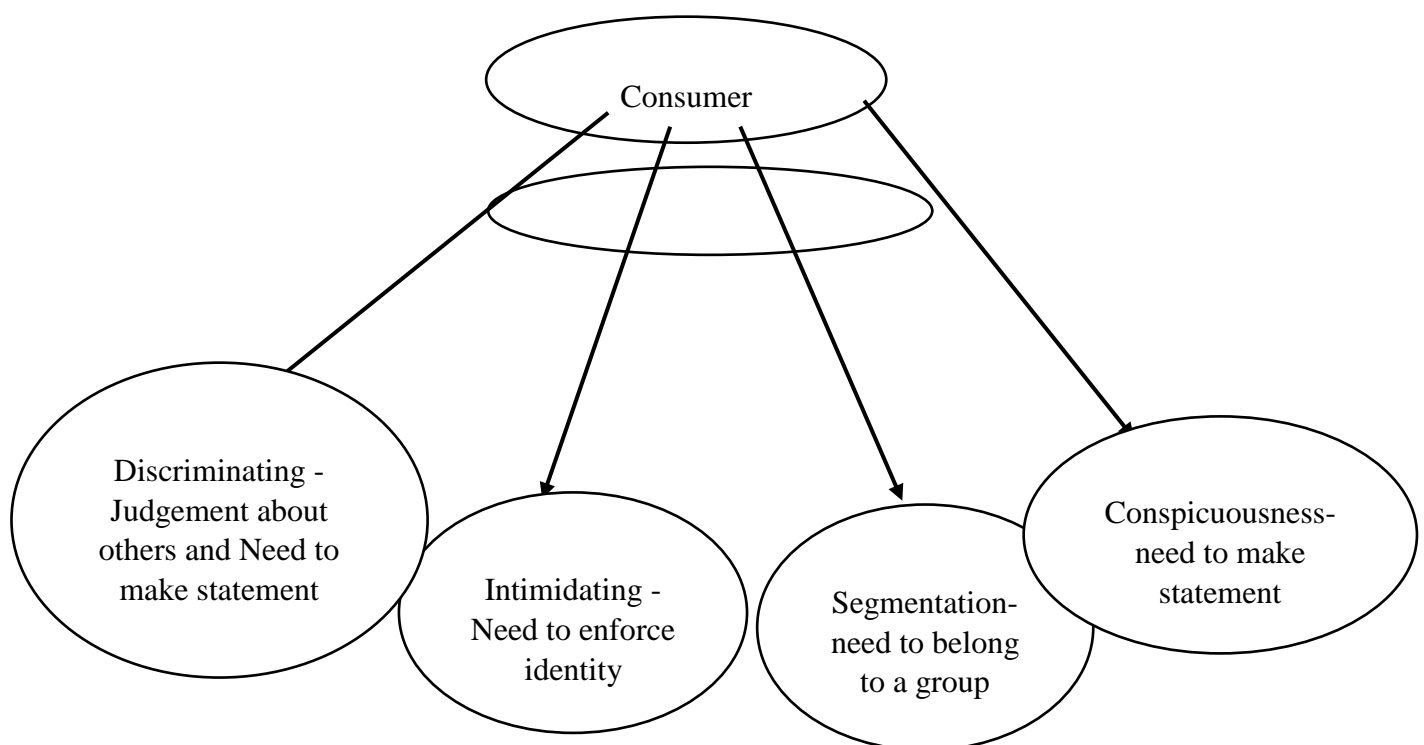 Consumer
Discriminating -
Judgement about
others and Need to
make statement
Intimidating -
Need to enforce
identity
Segmentation-
need to belong
to a group
Conspicuousness-
need to make
statement